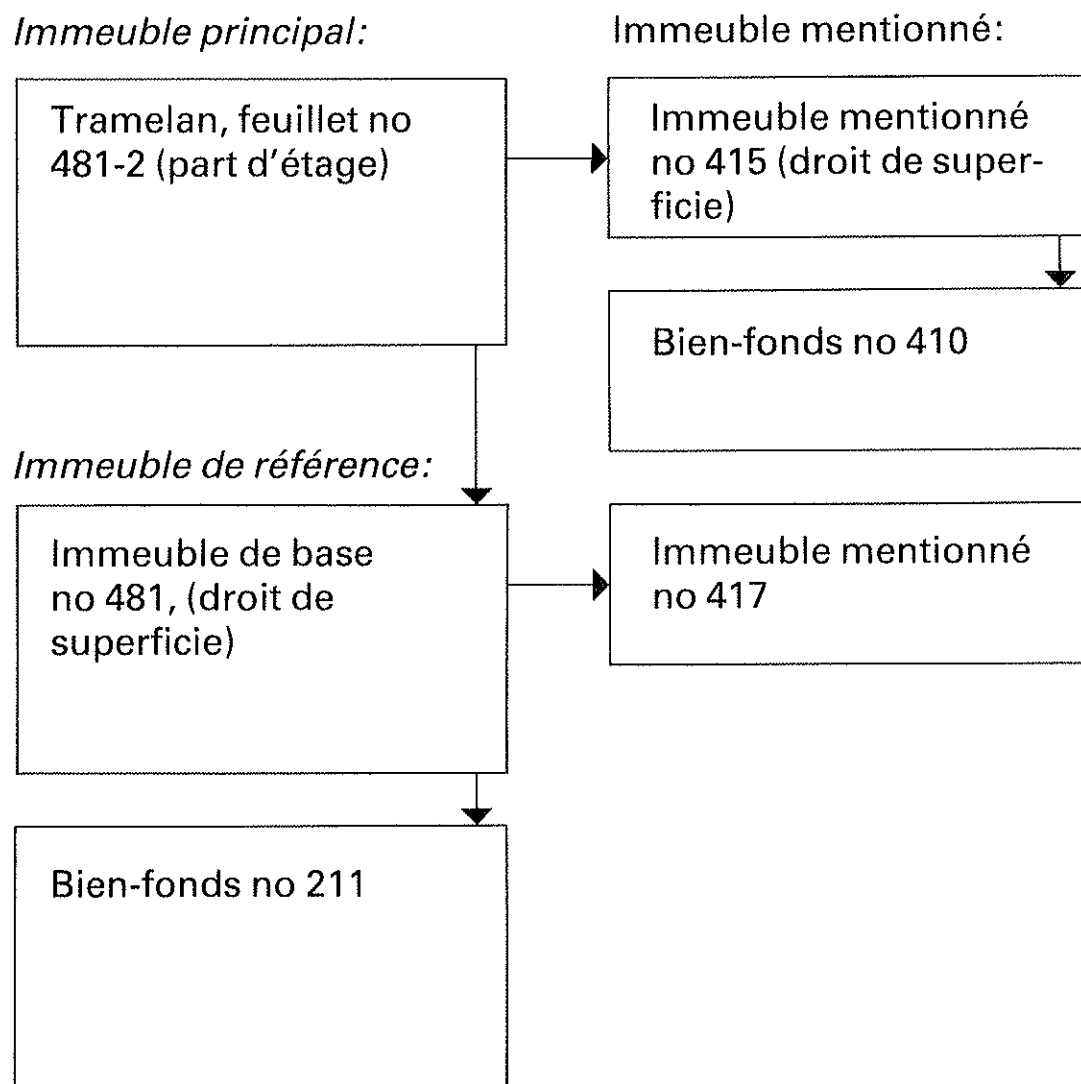 Immeuble principal:
Immeuble mentionné:
Tramelan, feuillet no
481-2 (part d'étage)
Immeuble mentionné
no 415 (droit de super-
ficie)
Bien-fonds no 410
Immeuble de référence:
Immeuble de base
no 481, (droit de
superficie)
Immeuble mentionné
no 417
Bien-fonds no 211